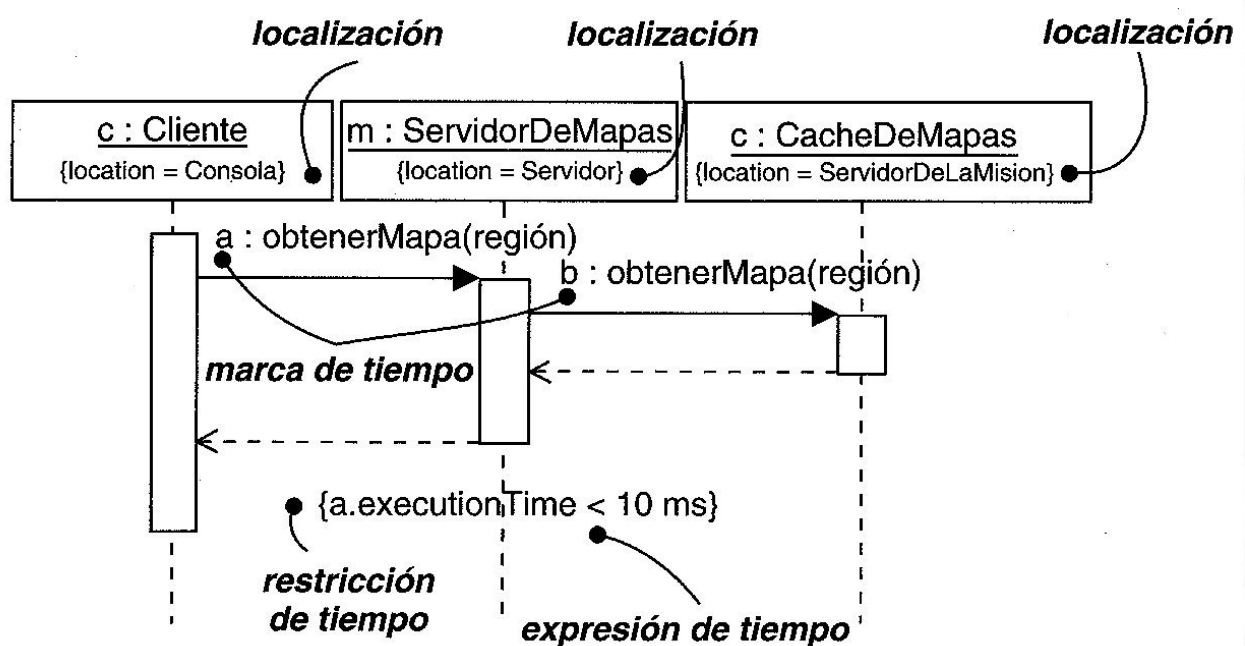 localización localización localización
c : Cliente m : ServidorDeMapas c : CacheDeMapas
{location = Consola} {location = Servidor} {location = ServidorDeLaMision}
a : obtenerMapa(región)
b : obtenerMapa(región)
marca de tiempo
{a.executionTime < 10 ms}
restricción
de tiempo
expresión de tiempo